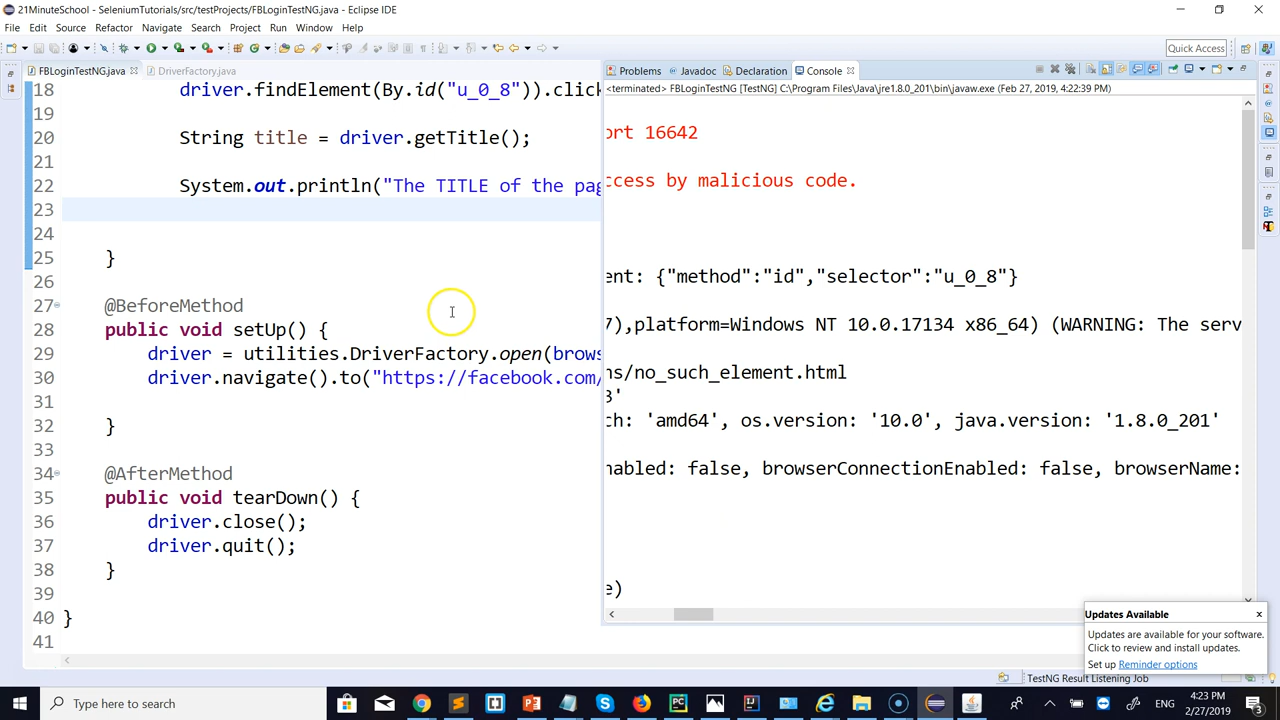 21MinuteSchool - SeleniumTutorials/src/testProjects/FBLoginTestNG.java - Eclipse IDE
File Edit Source Refactor Navigate Search Project Run Window Help
Quick Access
FBLoginTestNG.java DriverFactory.java
18 driver.findElement(By.id("u_0_8")).click
19
20 String title = driver.getTitle();
21
22 System.out.println("The TITLE of the pag
23
24
25 }
26
27 @BeforeMethod
28 public void setUp() {
29 driver = utilities.DriverFactory.open(brows
30 driver.navigate().to("https://facebook.com/
31
32 }
33
34 @AfterMethod
35 public void tearDown() {
36 driver.close();
37 driver.quit();
38 }
39
40 }
41
Problems Javadoc Declaration Console
<terminated> FBLoginTestNG [TestNG] C:\Program Files\Java\jre1.8.0_201\bin\javaw.exe (Feb 27, 2019, 4:22:39 PM)
ort 16642
ccess by malicious code.
ent: {"method":"id","selector":"u_0_8"}
7),platform=Windows NT 10.0.17134 x86_64) (WARNING: The serv
ns/no_such_element.html
3'
ch: 'amd64', os.version: '10.0', java.version: '1.8.0_201'
nabled: false, browserConnectionEnabled: false, browserName:
e)
Updates Available
Updates are available for your software.
Click to review and install updates.
Set up Reminder options
TestNG Result Listening Job
Type here to search
ENG
4:23 PM
2/27/2019
3